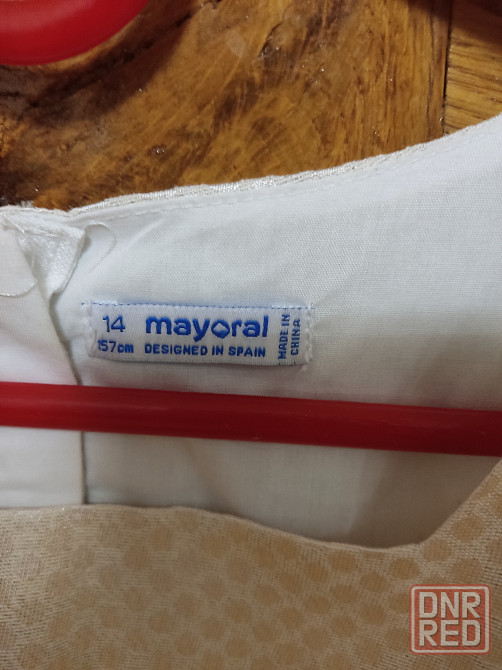 14 mayoral
157cm DESIGNED IN SPAIN
MADE IN
CHINA
DNR
RED